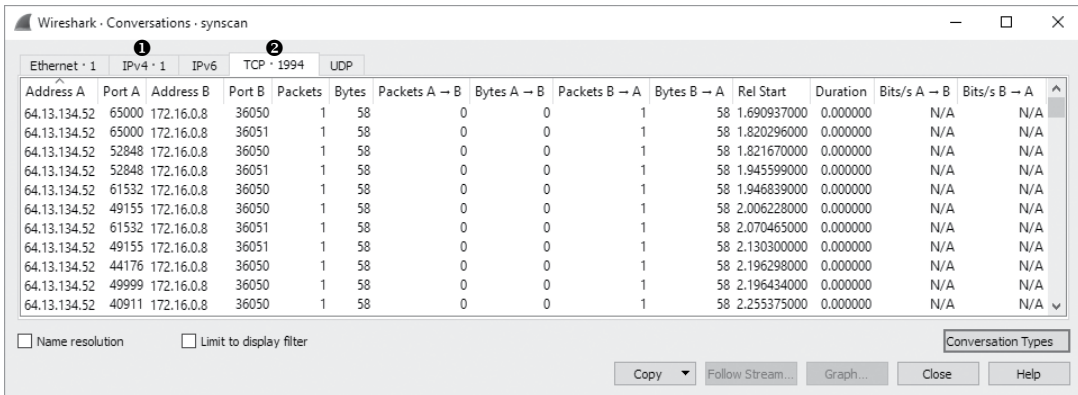 Wireshark · Conversations · synscan
❶ ❷
Ethernet · 1 IPv4 · 1 IPv6 TCP · 1994 UDP
Address A Port A Address B Port B Packets Bytes Packets A → B Bytes A → B Packets B → A Bytes B → A Rel Start Duration Bits/s A → B Bits/s B → A
64.13.134.52 65000 172.16.0.8 36050 1 58 0 0 1 58 1.690937000 0.000000 N/A N/A
64.13.134.52 65000 172.16.0.8 36051 1 58 0 0 1 58 1.820296000 0.000000 N/A N/A
64.13.134.52 52848 172.16.0.8 36050 1 58 0 0 1 58 1.821670000 0.000000 N/A N/A
64.13.134.52 52848 172.16.0.8 36051 1 58 0 0 1 58 1.945599000 0.000000 N/A N/A
64.13.134.52 61532 172.16.0.8 36050 1 58 0 0 1 58 1.946839000 0.000000 N/A N/A
64.13.134.52 49155 172.16.0.8 36050 1 58 0 0 1 58 2.006228000 0.000000 N/A N/A
64.13.134.52 61532 172.16.0.8 36051 1 58 0 0 1 58 2.070465000 0.000000 N/A N/A
64.13.134.52 49155 172.16.0.8 36051 1 58 0 0 1 58 2.130300000 0.000000 N/A N/A
64.13.134.52 44176 172.16.0.8 36050 1 58 0 0 1 58 2.196298000 0.000000 N/A N/A
64.13.134.52 49999 172.16.0.8 36050 1 58 0 0 1 58 2.196434000 0.000000 N/A N/A
64.13.134.52 40911 172.16.0.8 36050 1 58 0 0 1 58 2.255375000 0.000000 N/A N/A
Name resolution Limit to display filter Conversation Types
Copy Follow Stream... Graph... Close Help